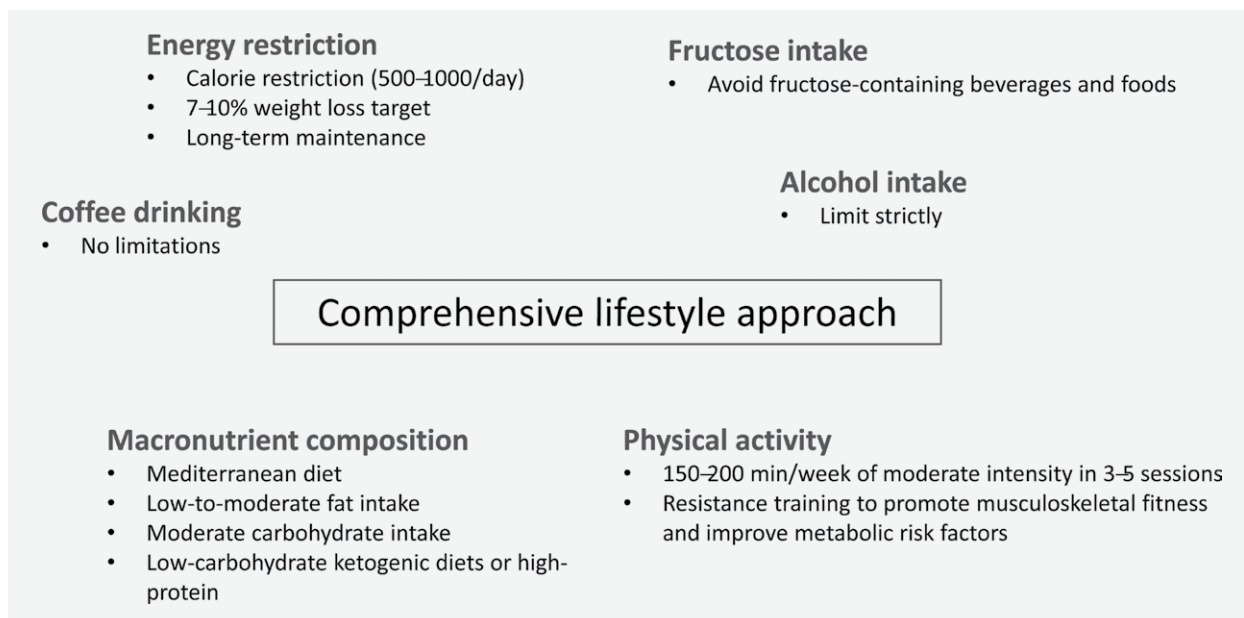 Energy restriction
• Calorie restriction (500–1000/day)
• 7–10% weight loss target
• Long-term maintenance
Fructose intake
• Avoid fructose-containing beverages and foods
Alcohol intake
• Limit strictly
Coffee drinking
• No limitations
Comprehensive lifestyle approach
Macronutrient composition
• Mediterranean diet
• Low-to-moderate fat intake
• Moderate carbohydrate intake
• Low-carbohydrate ketogenic diets or high-
protein
Physical activity
• 150–200 min/week of moderate intensity in 3–5 sessions
• Resistance training to promote musculoskeletal fitness
and improve metabolic risk factors